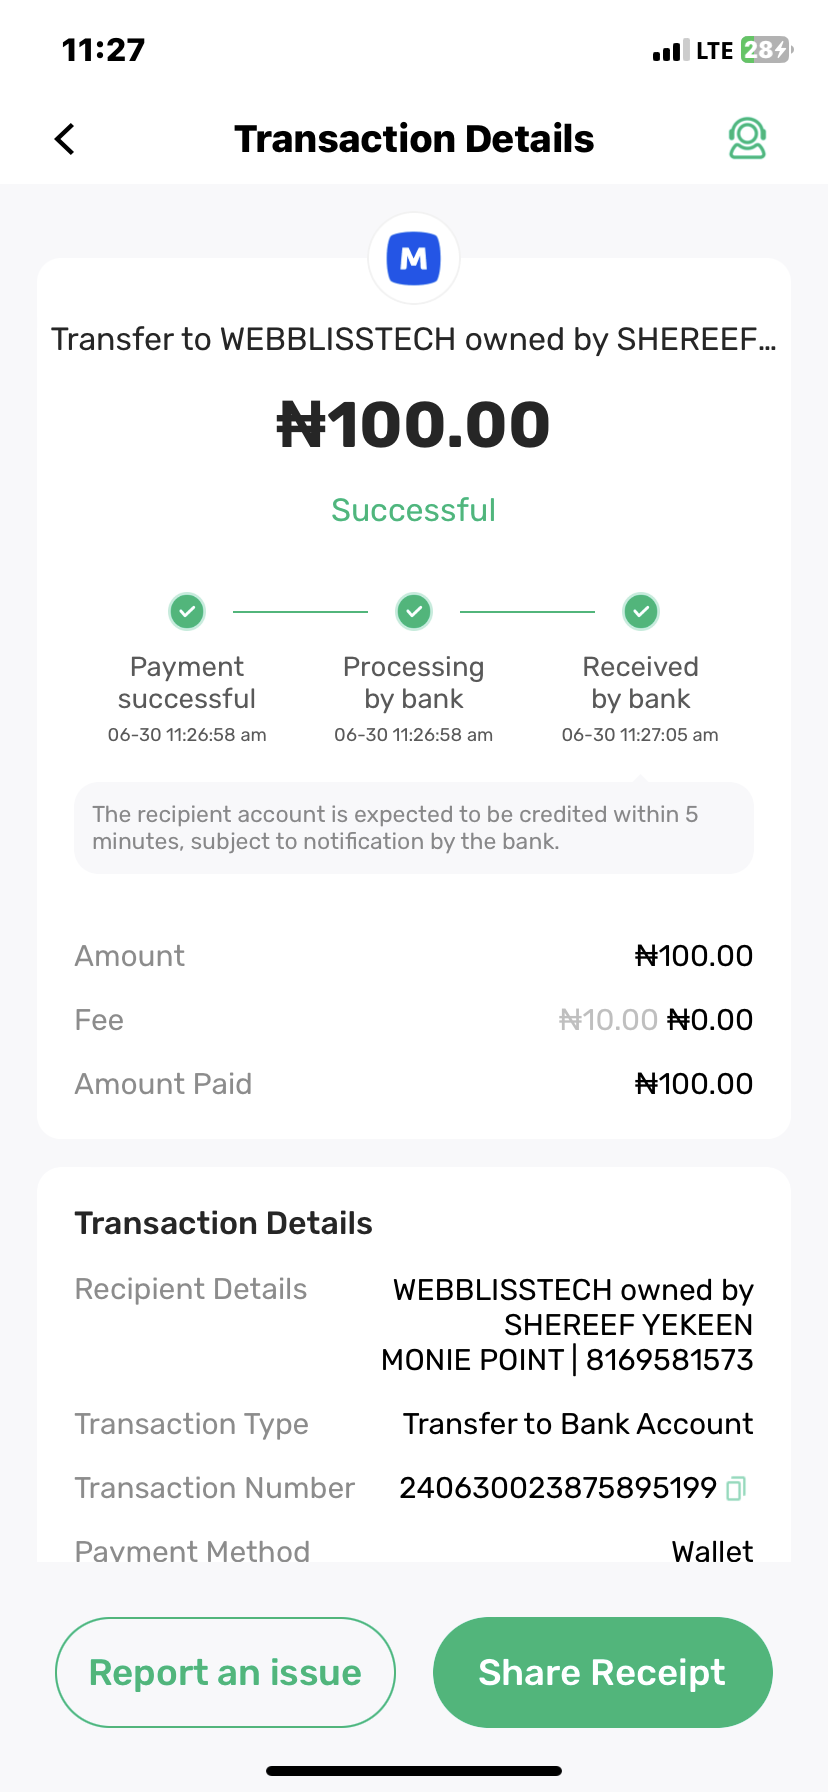 11:27
LTE 28
Transaction Details
M
Transfer to WEBBLISSTECH owned by SHEREEF...
₦100.00
Successful
Payment successful
Processing by bank
Received by bank
06-30 11:26:58 am
06-30 11:26:58 am
06-30 11:27:05 am
The recipient account is expected to be credited within 5
minutes, subject to notification by the bank.
Amount ₦100.00
Fee ₦10.00 ₦0.00
Amount Paid ₦100.00
Transaction Details
Recipient Details WEBBLISSTECH owned by
SHEREEF YEKEEN
MONIE POINT | 8169581573
Transaction Type Transfer to Bank Account
Transaction Number 240630023875895199
Payment Method Wallet
Report an issue
Share Receipt